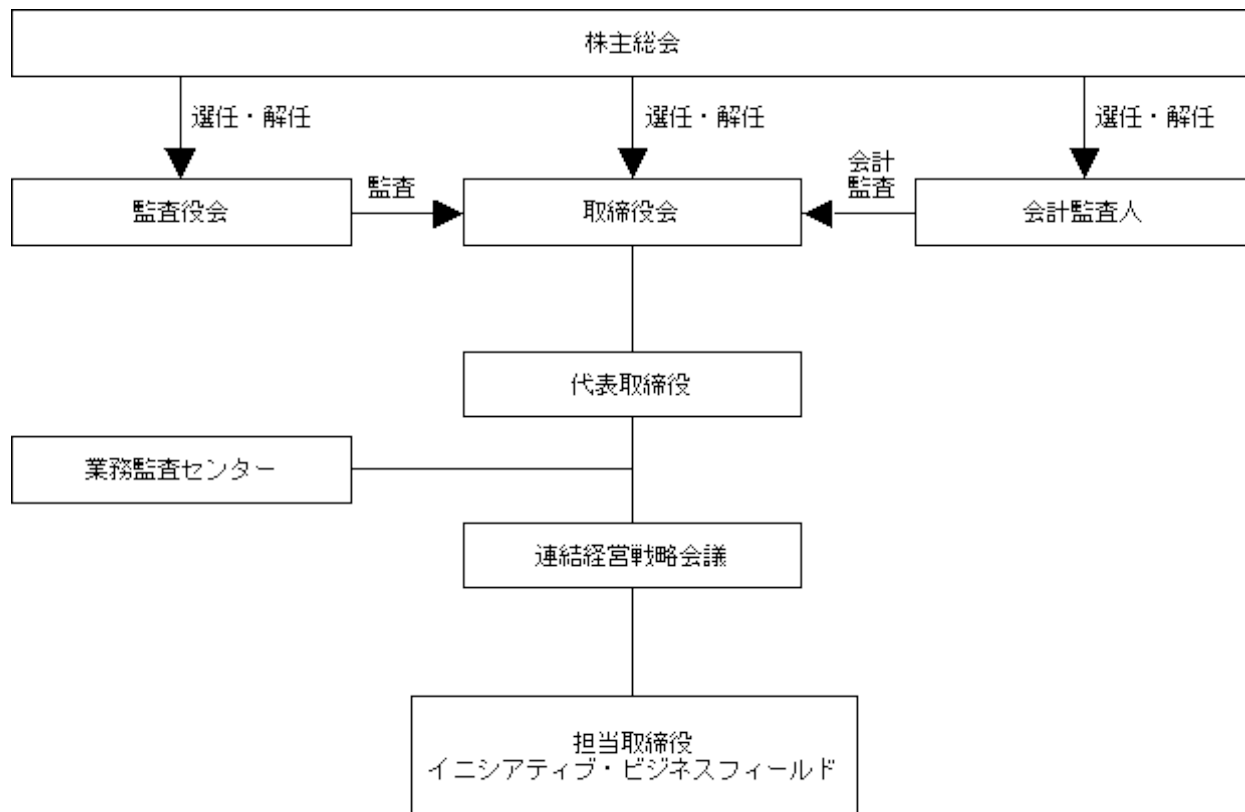 株主総会
選任・解任
選任・解任
選任・解任
監査役会
監査
取締役会
会計
監査
会計監査人
代表取締役
業務監査センター
連結経営戦略会議
担当取締役
イニシアティブ・ビジネスフィールド